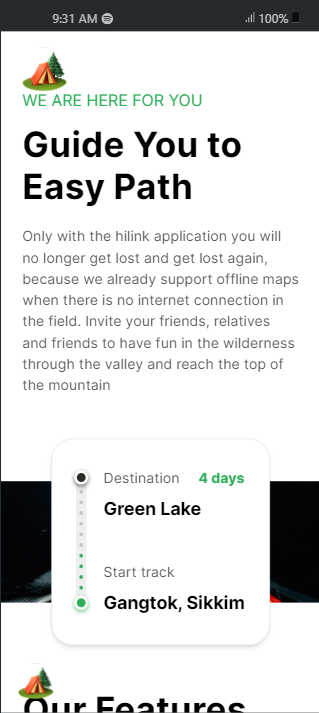 9:31 AM 100%
WE ARE HERE FOR YOU
Guide You to
Easy Path
Only with the hilink application you will
no longer get lost and get lost again,
because we already support offline maps
when there is no internet connection in
the field. Invite your friends, relatives
and friends to have fun in the wilderness
through the valley and reach the top of
the mountain
Destination 4 days
Green Lake
Start track
Gangtok, Sikkim
Our Features